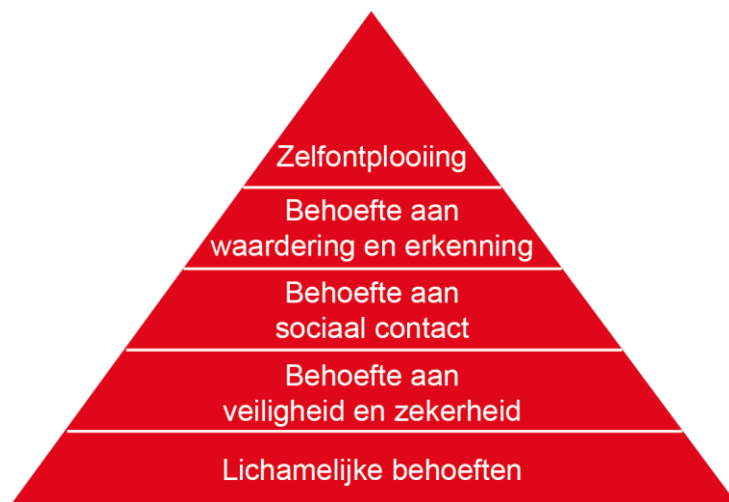 Zelfontplooiing
Behoefte aan
waardering en erkenning
Behoefte aan
sociaal contact
Behoefte aan
veiligheid en zekerheid
Lichamelijke behoeften